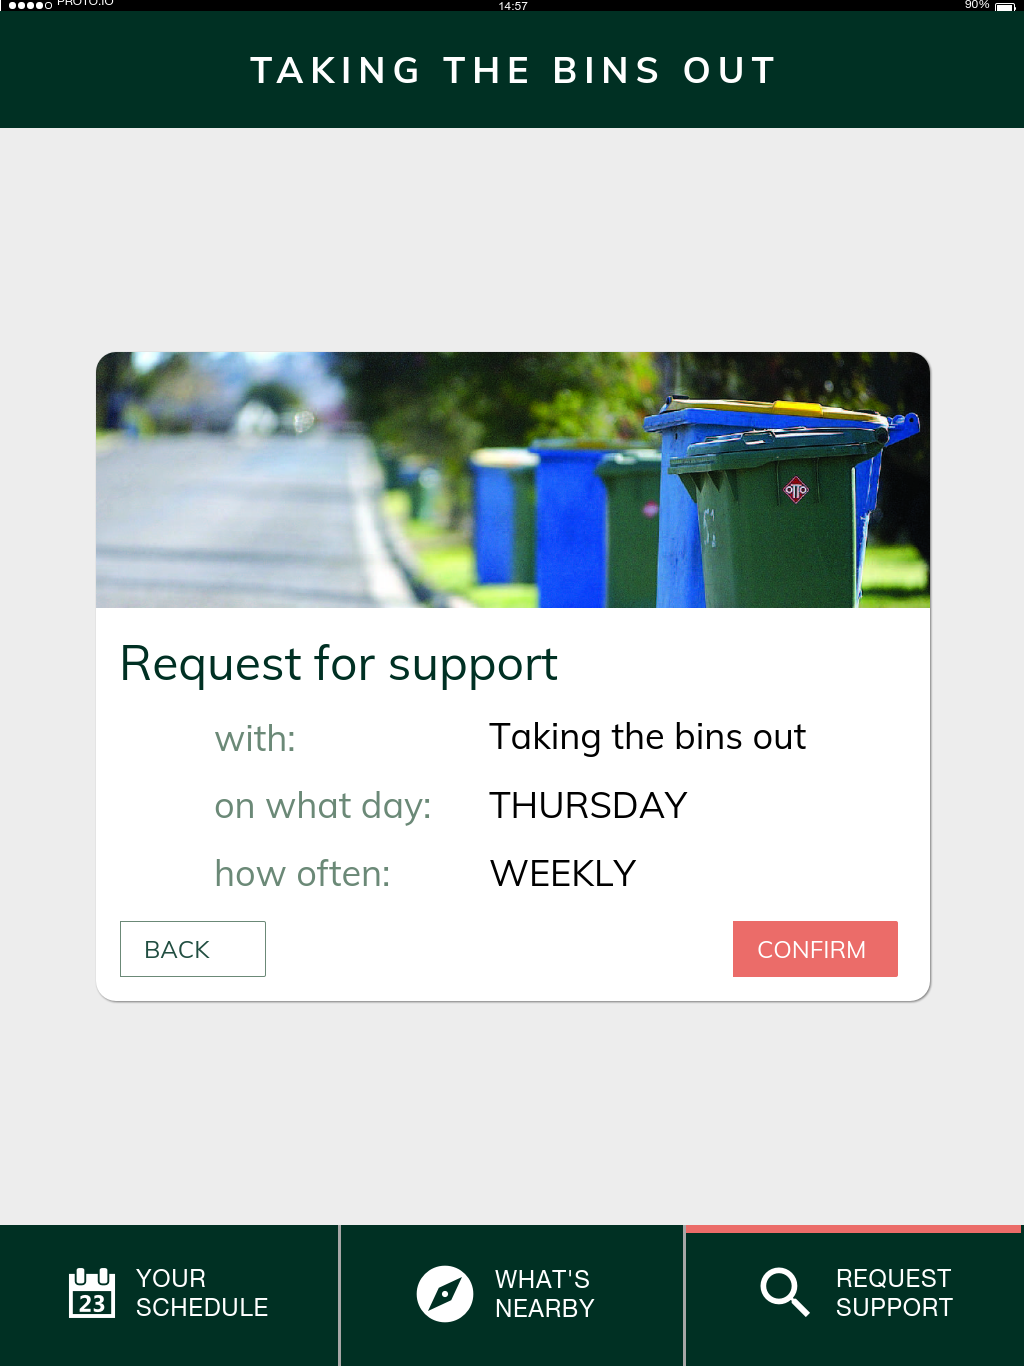 PROTO.IO 14:57 90%
TAKING THE BINS OUT
OTTO
51
Request for support
with: Taking the bins out
on what day: THURSDAY
how often: WEEKLY
BACK CONFIRM
23
YOUR
SCHEDULE
WHAT'S
NEARBY
REQUEST
SUPPORT